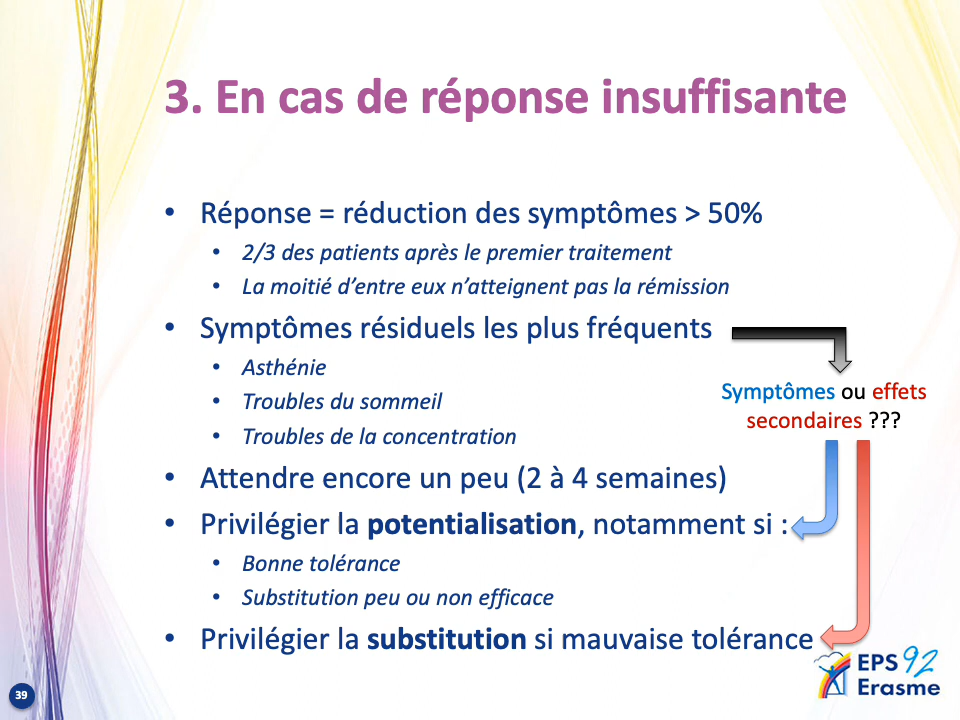 3. En cas de réponse insuffisante
• Réponse = réduction des symptômes > 50%
• 2/3 des patients après le premier traitement
• La moitié d’entre eux n’atteignent pas la rémission
• Symptômes résiduels les plus fréquents
• Asthénie
• Troubles du sommeil
• Troubles de la concentration
Symptômes ou effets
secondaires ???
• Attendre encore un peu (2 à 4 semaines)
• Privilégier la potentialisation, notamment si :
• Bonne tolérance
• Substitution peu ou non efficace
• Privilégier la substitution si mauvaise tolérance
EPS 92
Erasme
39